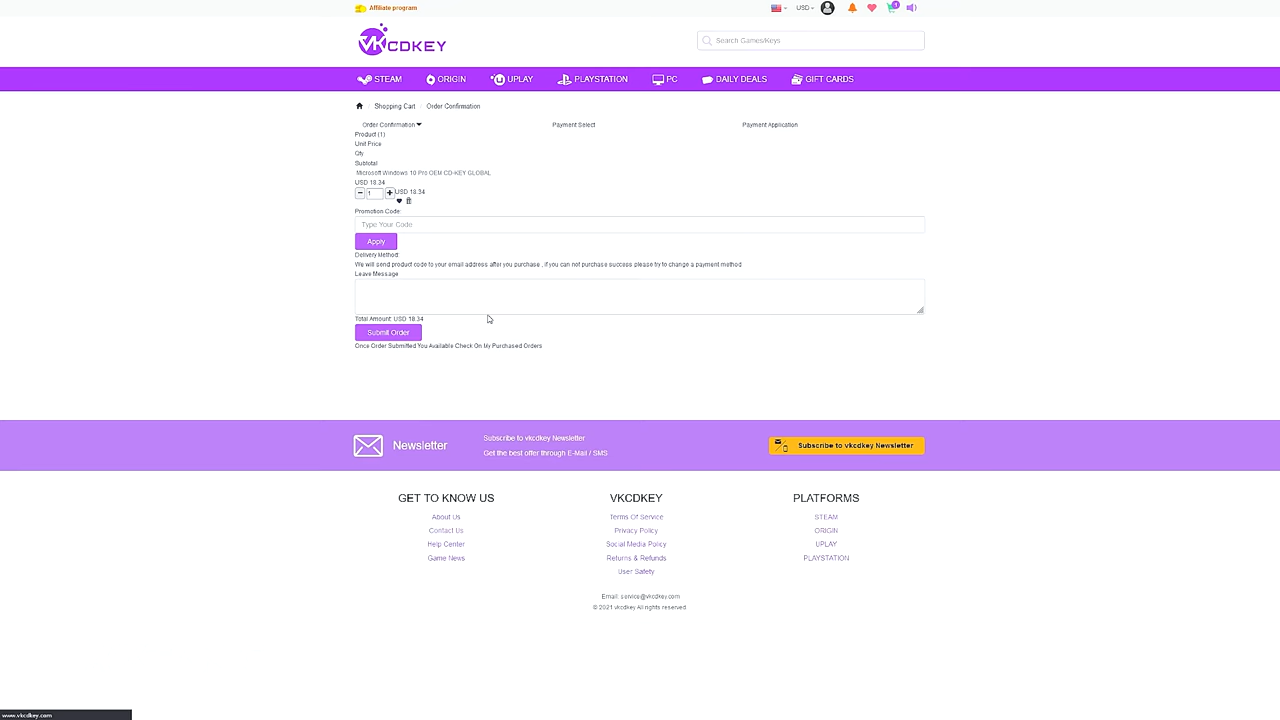 Affiliate program
USD
1
VKCDKEY
Search Games/Keys
STEAM ORIGIN UPLAY PLAYSTATION PC DAILY DEALS GIFT CARDS
Shopping Cart Order Confirmation
Order Confirmation Payment Select Payment Application
Product (1)
Unit Price
Qty
Subtotal
Microsoft Windows 10 Pro OEM CD-KEY GLOBAL
USD 18.34
− 1 + USD 18.34
Promotion Code:
Type Your Code
Apply
Delivery Method:
We will send product code to your email address after you purchase , if you can not purchase success please try to change a payment method .
Leave Message
Total Amount: USD 18.34
Submit Order
Once Order Submitted You Available Check On My Purchased Orders
Newsletter
Subscribe to vkcdkey Newsletter
Get the best offer through E-Mail / SMS
Subscribe to vkcdkey Newsletter
GET TO KNOW US
About Us
Contact Us
Help Center
Game News
VKCDKEY
Terms Of Service
Privacy Policy
Social Media Policy
Returns & Refunds
User Safety
PLATFORMS
STEAM
ORIGIN
UPLAY
PLAYSTATION
Email: service@vkcdkey.com
© 2021 vkcdkey All rights reserved
www.vkcdkey.com